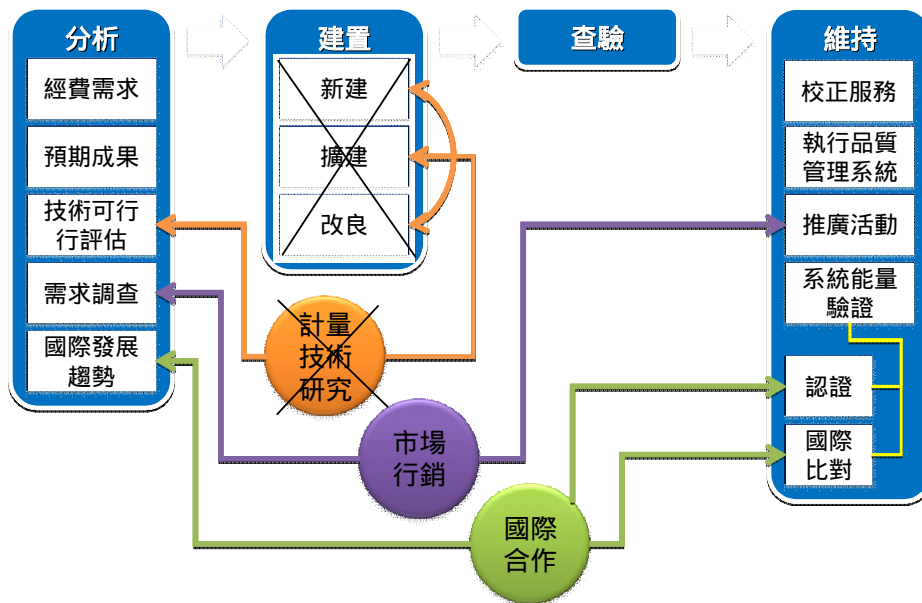 分析
經費需求
預期成果
技術可行
行評估
需求調查
國際發展
趨勢
建置
新建
擴建
改良
查驗
維持
校正服務
執行品質
管理系統
推廣活動
系統能量
驗證
認證
國際
比對
計量
技術
研究
市場
行銷
國際
合作